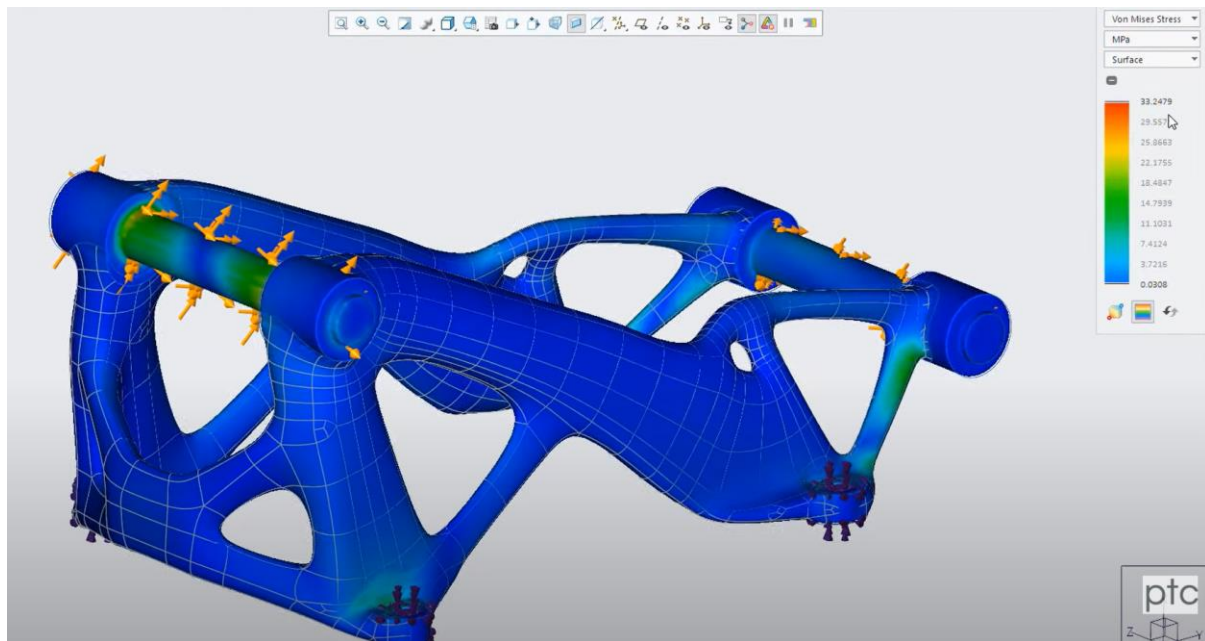 Von Mises Stress
MPa
Surface
33.2479
29.557
25.8663
22.1755
18.4847
14.7939
11.1031
7.4124
3.7216
0.0308
ptc
Z
Y